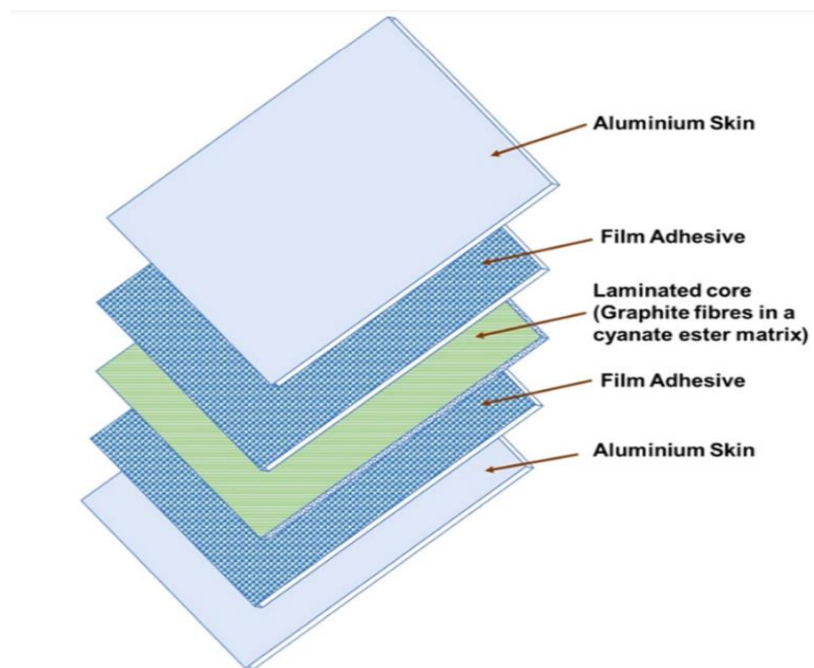 Aluminium Skin
Film Adhesive
Laminated core
(Graphite fibres in a
cyanate ester matrix)
Film Adhesive
Aluminium Skin